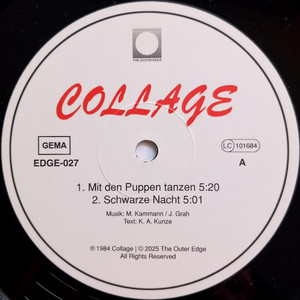 THE OUTER EDGE
COLLAGE
GEMA
LC 101684
EDGE-027
A
1. Mit den Puppen tanzen 5:20
2. Schwarze Nacht 5:01
Musik: M. Kammann / J. Grah
Text: K. A. Kunze
℗ 1984 Collage | © 2025 The Outer Edge
All Rights Reserved